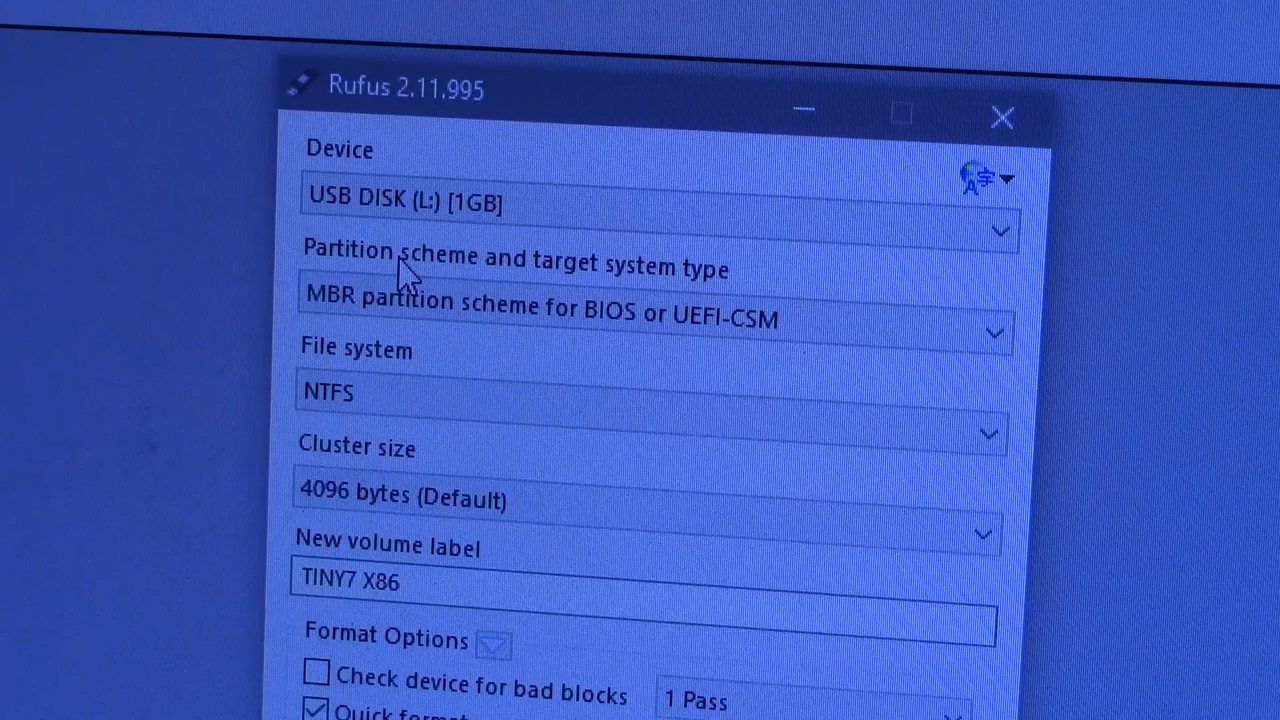 Rufus 2.11.995
Device
USB DISK (L:) [1GB]
Partition scheme and target system type
MBR partition scheme for BIOS or UEFI-CSM
File system
NTFS
Cluster size
4096 bytes (Default)
New volume label
TINY7 X86
Format Options
Check device for bad blocks 1 Pass
Quick format